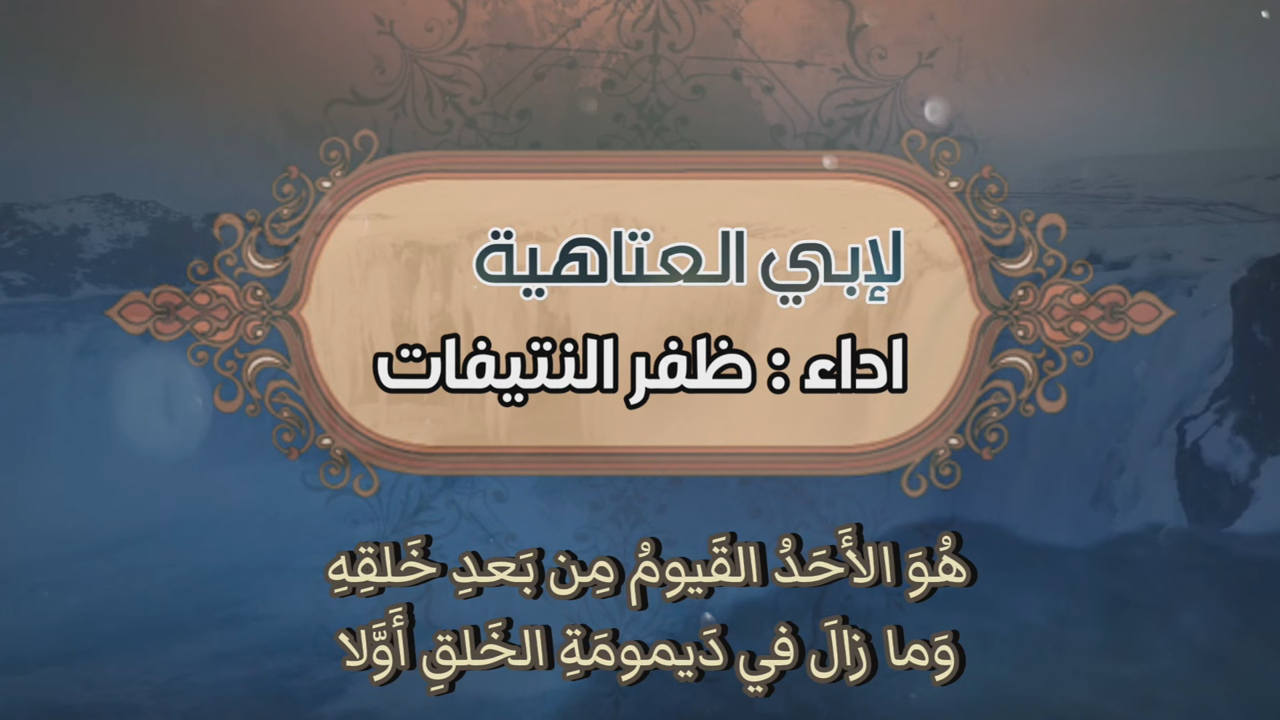 لإبي العتاهية
اداء : ظفر النتيفات
هُوَ الأَحَدُ القَيومُ مِن بَعدِ خَلقِهِ
وَما زالَ في دَيمومَةِ الخَلقِ أَوَّلا